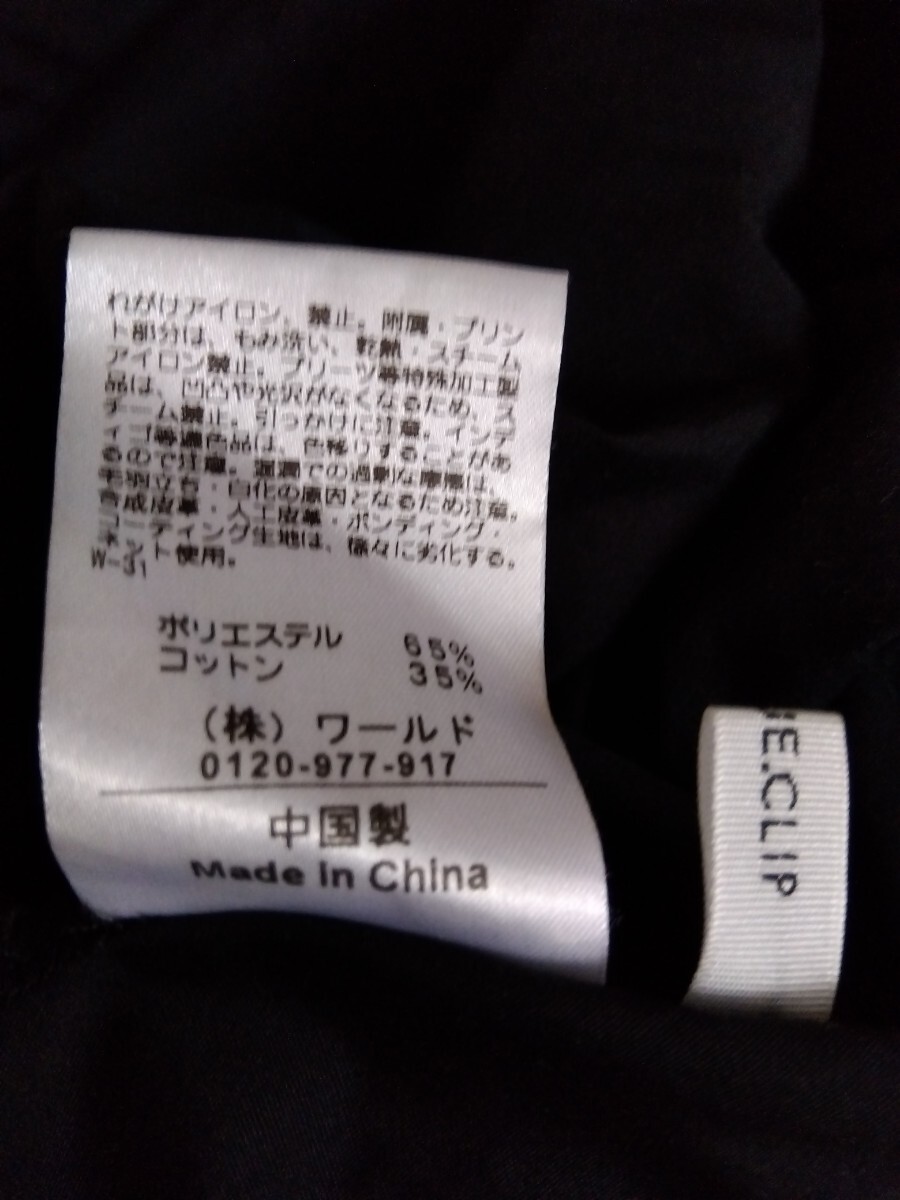 れがけアイロン、禁止。附属・プリン
ト部分は、もみ洗い、乾熱・スチーム
アイロン禁止。プリーツ等特殊加工製
品は、凹凸や光沢がなくなるため、ス
チーム禁止。引っかけに注意。インデ
ィゴ等濃色品は、色移りすることがあ
るので注意。湿潤での過剰な摩擦は、
毛羽立ち・白化の原因となるため注意。
合成皮革・人工皮革・ボンディング・
コーティング生地は、様々に劣化する。
ネット使用。
W-31
ポリエステル 65%
コットン 35%
(株) ワールド
0120-977-917
中国製
Made in China
E.CLIP